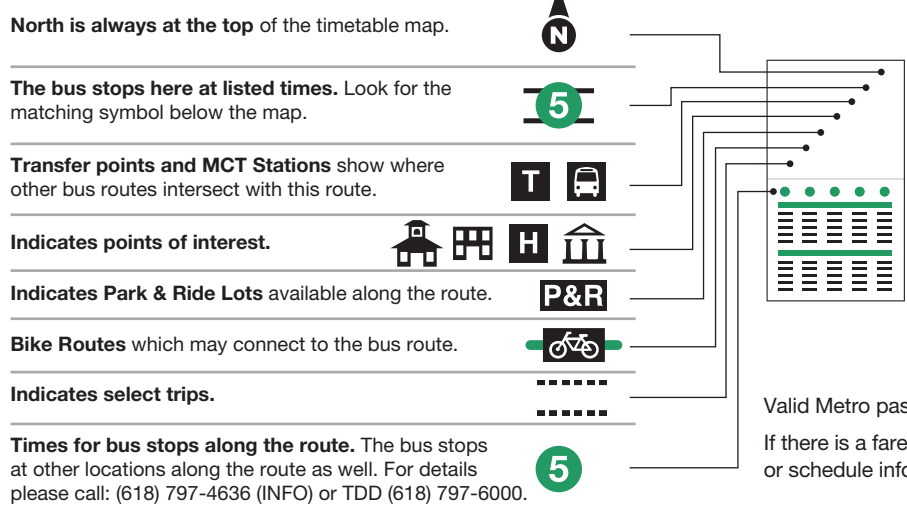 North is always at the top of the timetable map.
N
The bus stops here at listed times. Look for the
matching symbol below the map.
5
Transfer points and MCT Stations show where
other bus routes intersect with this route.
T
Indicates points of interest.
H
Indicates Park & Ride Lots available along the route.
P&R
Bike Routes which may connect to the bus route.
Indicates select trips.
Times for bus stops along the route. The bus stops
at other locations along the route as well. For details
please call: (618) 797-4636 (INFO) or TDD (618) 797-6000.
5
Valid Metro pas
If there is a fare
or schedule info